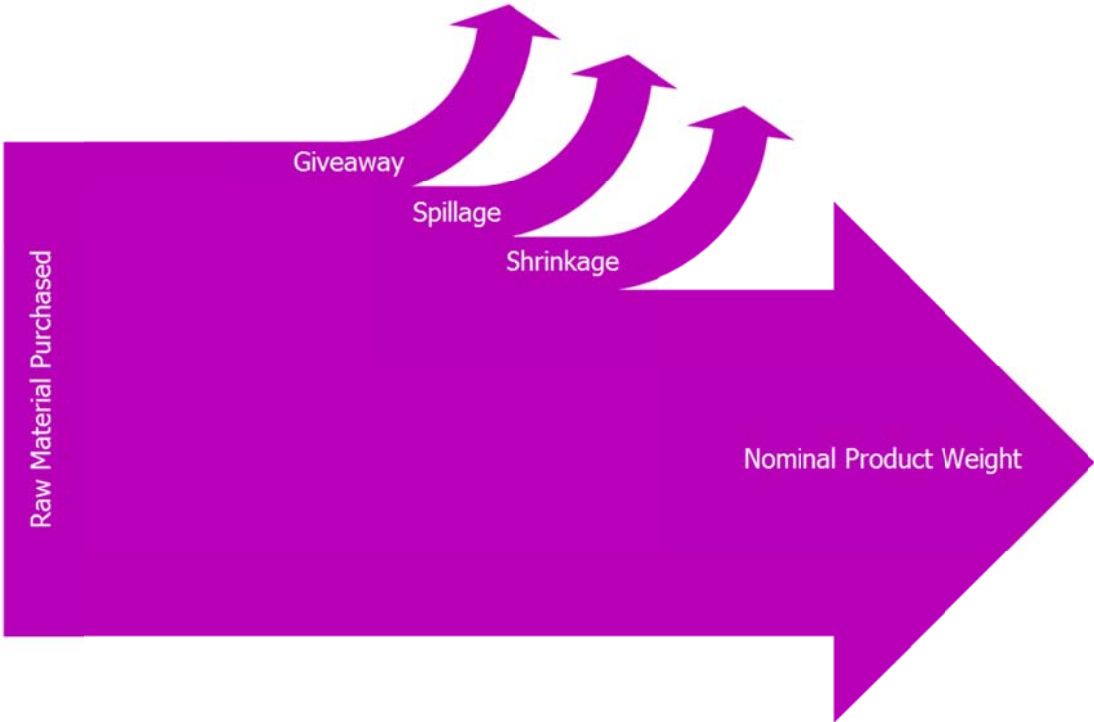 Giveaway
Spillage
Shrinkage
Raw Material Purchased
Nominal Product Weight